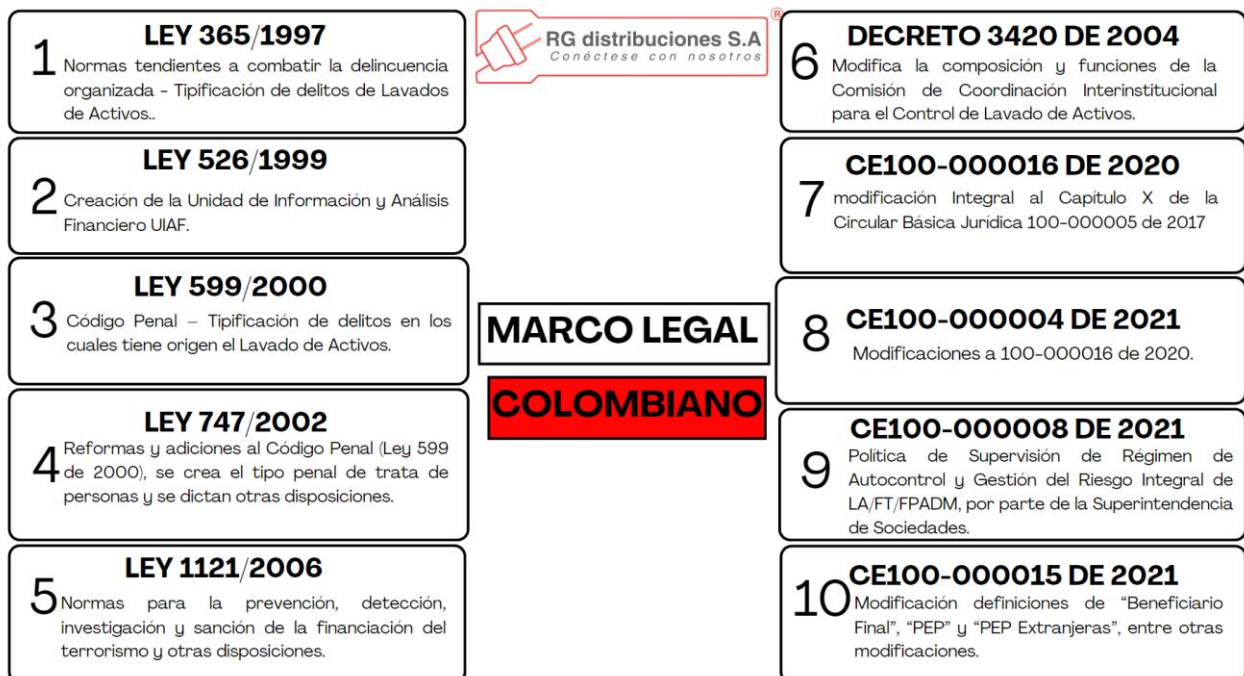 1
LEY 365/1997
Normas tendientes a combatir la delincuencia
organizada - Tipificación de delitos de Lavados
de Activos..
2
LEY 526/1999
Creación de la Unidad de Información y Análisis
Financiero UIAF.
3
LEY 599/2000
Código Penal – Tipificación de delitos en los
cuales tiene origen el Lavado de Activos.
4
LEY 747/2002
Reformas y adiciones al Código Penal (Ley 599
de 2000), se crea el tipo penal de trata de
personas y se dictan otras disposiciones.
5
LEY 1121/2006
Normas para la prevención, detección,
investigación y sanción de la financiación del
terrorismo y otras disposiciones.
RG distribuciones S.A
Conéctese con nosotros
®
MARCO LEGAL
COLOMBIANO
6
DECRETO 3420 DE 2004
Modifica la composición y funciones de la
Comisión de Coordinación Interinstitucional
para el Control de Lavado de Activos.
7
CE100-000016 DE 2020
modificación Integral al Capítulo X de la
Circular Básica Jurídica 100-000005 de 2017
8
CE100-000004 DE 2021
Modificaciones a 100-000016 de 2020.
9
CE100-000008 DE 2021
Política de Supervisión de Régimen de
Autocontrol y Gestión del Riesgo Integral de
LA/FT/FPADM, por parte de la Superintendencia
de Sociedades.
10
CE100-000015 DE 2021
Modificación definiciones de “Beneficiario
Final”, “PEP” y “PEP Extranjeras”, entre otras
modificaciones.